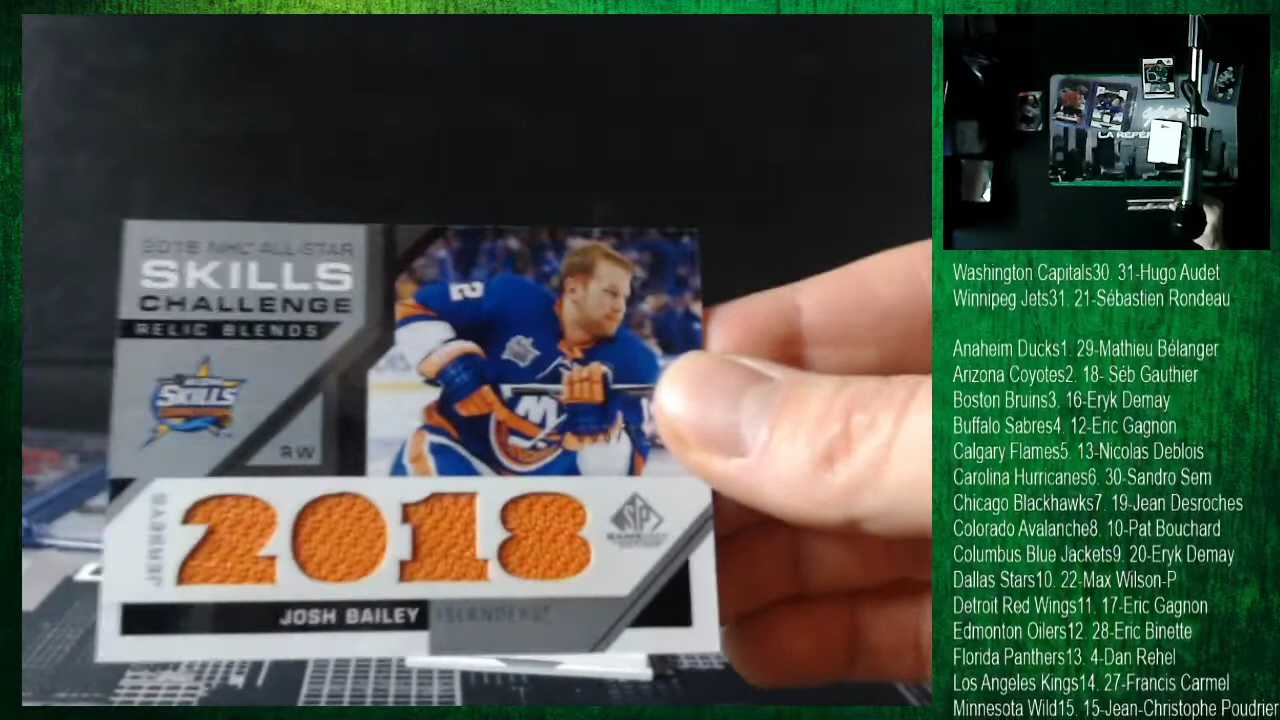 2018 NHL ALL-STAR
SKILLS
CHALLENGE
RELIC BLENDS
SKILLS
RW
2
JERSEYS
2018
SP
GAME USED
JOSH BAILEY
ISLANDERS
LA RÉFÉR
Washington Capitals30. 31-Hugo Audet
Winnipeg Jets31. 21-Sébastien Rondeau
Anaheim Ducks1. 29-Mathieu Bélanger
Arizona Coyotes2. 18- Séb Gauthier
Boston Bruins3. 16-Eryk Demay
Buffalo Sabres4. 12-Eric Gagnon
Calgary Flames5. 13-Nicolas Deblois
Carolina Hurricanes6. 30-Sandro Sem
Chicago Blackhawks7. 19-Jean Desroches
Colorado Avalanche8. 10-Pat Bouchard
Columbus Blue Jackets9. 20-Eryk Demay
Dallas Stars10. 22-Max Wilson-P
Detroit Red Wings11. 17-Eric Gagnon
Edmonton Oilers12. 28-Eric Binette
Florida Panthers13. 4-Dan Rehel
Los Angeles Kings14. 27-Francis Carmel
Minnesota Wild15. 15-Jean-Christophe Poudrier